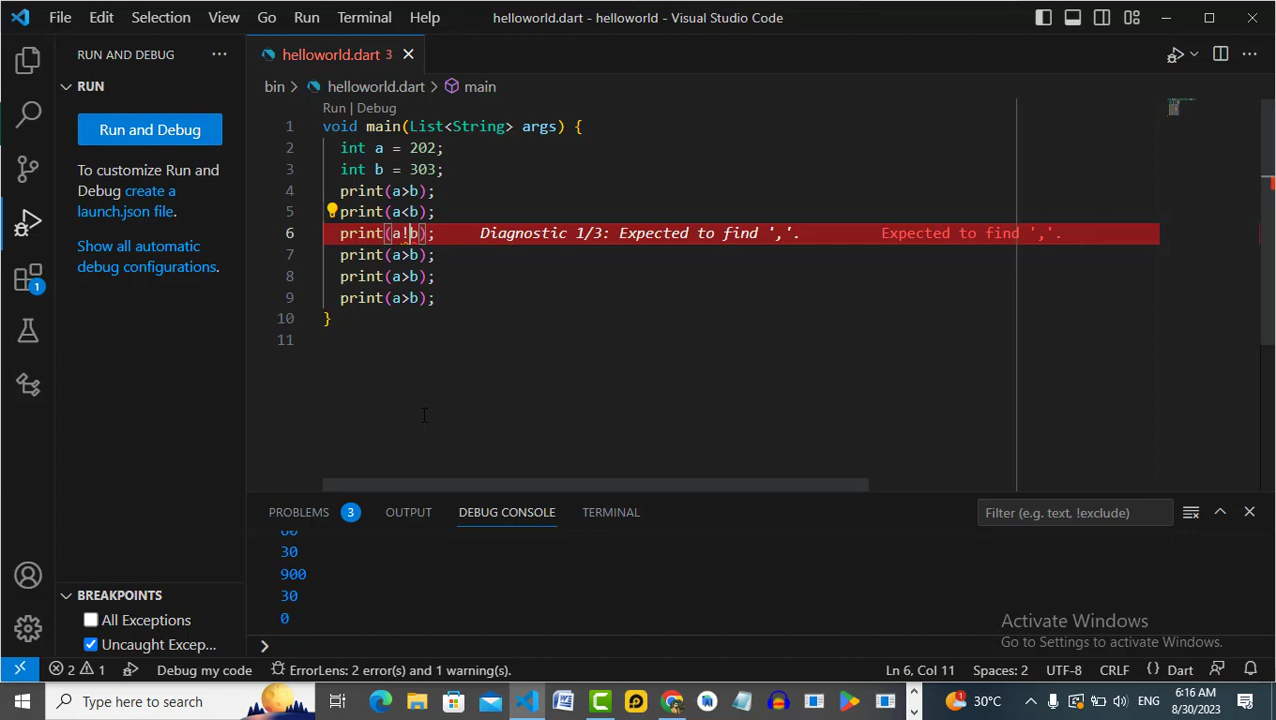 File Edit Selection View Go Run Terminal Help helloworld.dart - helloworld - Visual Studio Code
RUN AND DEBUG
helloworld.dart 3
RUN
bin > helloworld.dart > main
Run | Debug
Run and Debug
1 void main(List<String> args) {
2 int a = 202;
3 int b = 303;
4 print(a>b);
5 print(a<b);
6 print(a!b); Diagnostic 1/3: Expected to find ','. Expected to find ','.
7 print(a>b);
8 print(a>b);
9 print(a>b);
10 }
11
To customize Run and
Debug create a
launch.json file.
Show all automatic
debug configurations.
1
PROBLEMS 3 OUTPUT DEBUG CONSOLE TERMINAL Filter (e.g. text, !exclude)
30
900
30
0
BREAKPOINTS
All Exceptions
Uncaught Excep...
Activate Windows
Go to Settings to activate Windows.
2 1 Debug my code ErrorLens: 2 error(s) and 1 warning(s). Ln 6, Col 11 Spaces: 2 UTF-8 CRLF {} Dart
Type here to search 1 30°C ENG 6:16 AM
8/30/2023